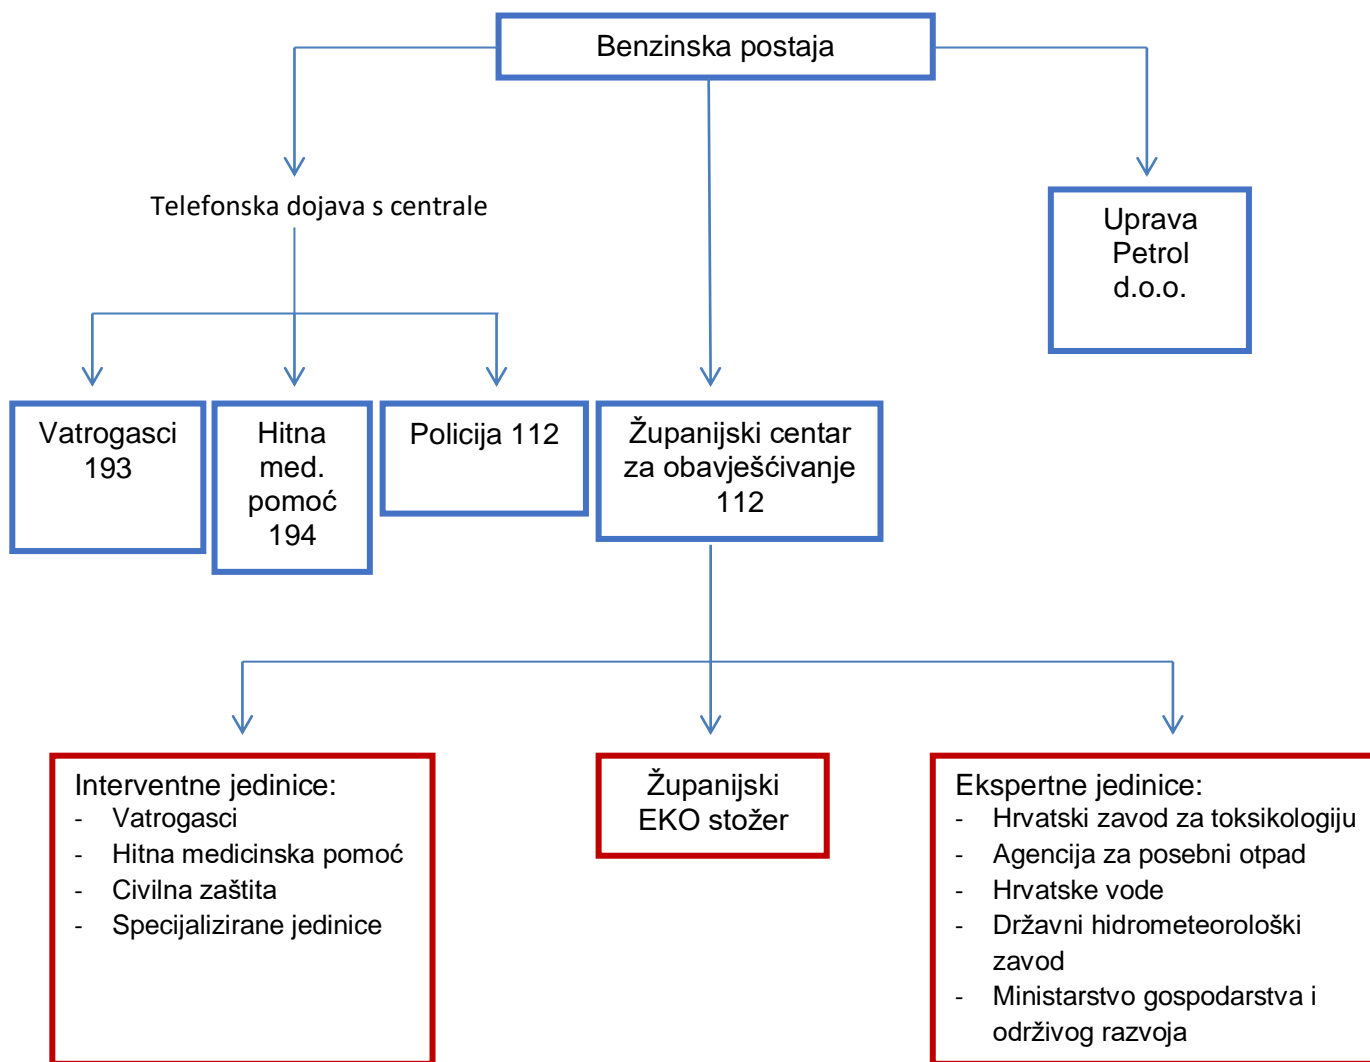 Benzinska postaja
Telefonska dojava s centrale
Uprava
Petrol
d.o.o.
Vatrogasci
193
Hitna
med.
pomoć
194
Policija 112
Županijski centar
za obavješćivanje
112
Interventne jedinice:
- Vatrogasci
- Hitna medicinska pomoć
- Civilna zaštita
- Specijalizirane jedinice
Županijski
EKO stožer
Ekspertne jedinice:
- Hrvatski zavod za toksikologiju
- Agencija za posebni otpad
- Hrvatske vode
- Državni hidrometeorološki
zavod
- Ministarstvo gospodarstva i
održivog razvoja